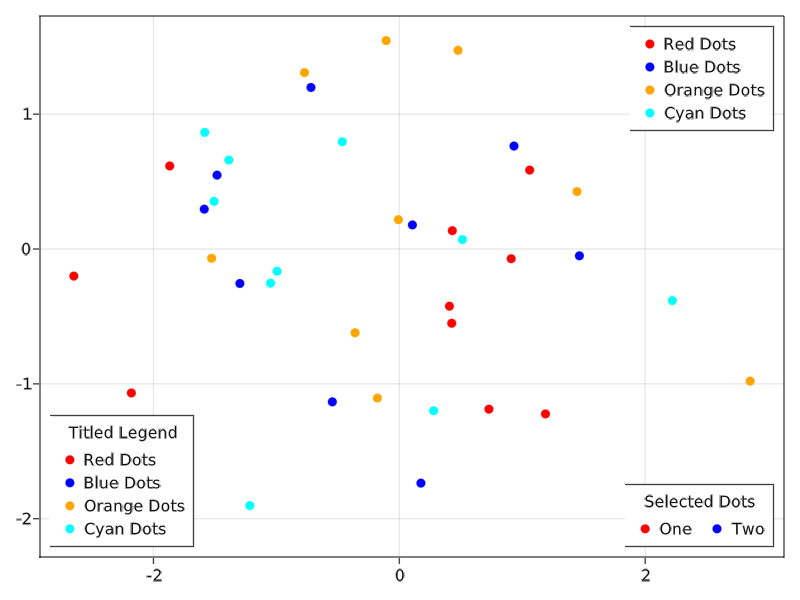 Red Dots
Blue Dots
Orange Dots
Cyan Dots
1
0
-1
-2
Titled Legend
Red Dots
Blue Dots
Orange Dots
Cyan Dots
Selected Dots
One Two
-2 0 2